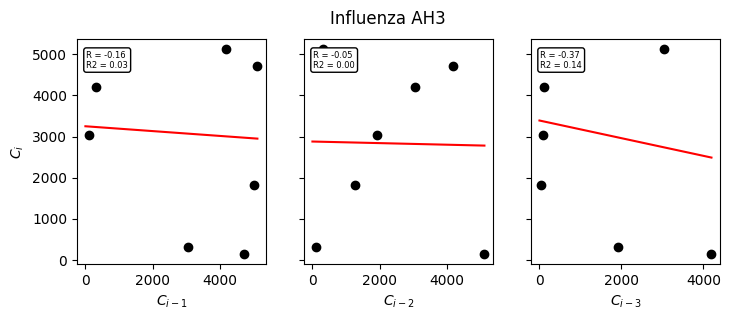 Influenza AH3
R = -0.16
R2 = 0.03
R = -0.05
R2 = 0.00
R = -0.37
R2 = 0.14
5000
4000
3000
2000
1000
0
C_i
0 2000 4000
0 2000 4000
0 2000 4000
C_{i-1}
C_{i-2}
C_{i-3}